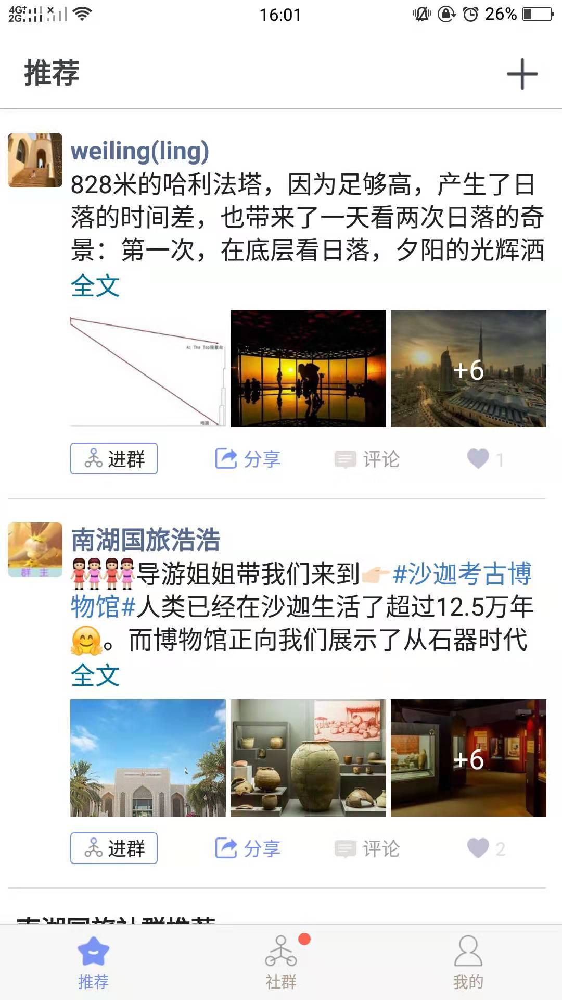 4G+
2G
16:01
26%
推荐
weiling(ling)
828米的哈利法塔，因为足够高，产生了日
落的时间差，也带来了一天看两次日落的奇
景：第一次，在底层看日落，夕阳的光辉洒
全文
At The Top观景台
地面
+6
进群
分享
评论
1
群 主
南湖国旅浩浩
👭👭导游姐姐带我们来到👉🏻#沙迦考古博
物馆#人类已经在沙迦生活了超过12.5万年
🤗。而博物馆正向我们展示了从石器时代
全文
+6
进群
分享
评论
2
南湖国旅社群推荐
推荐
社群
我的